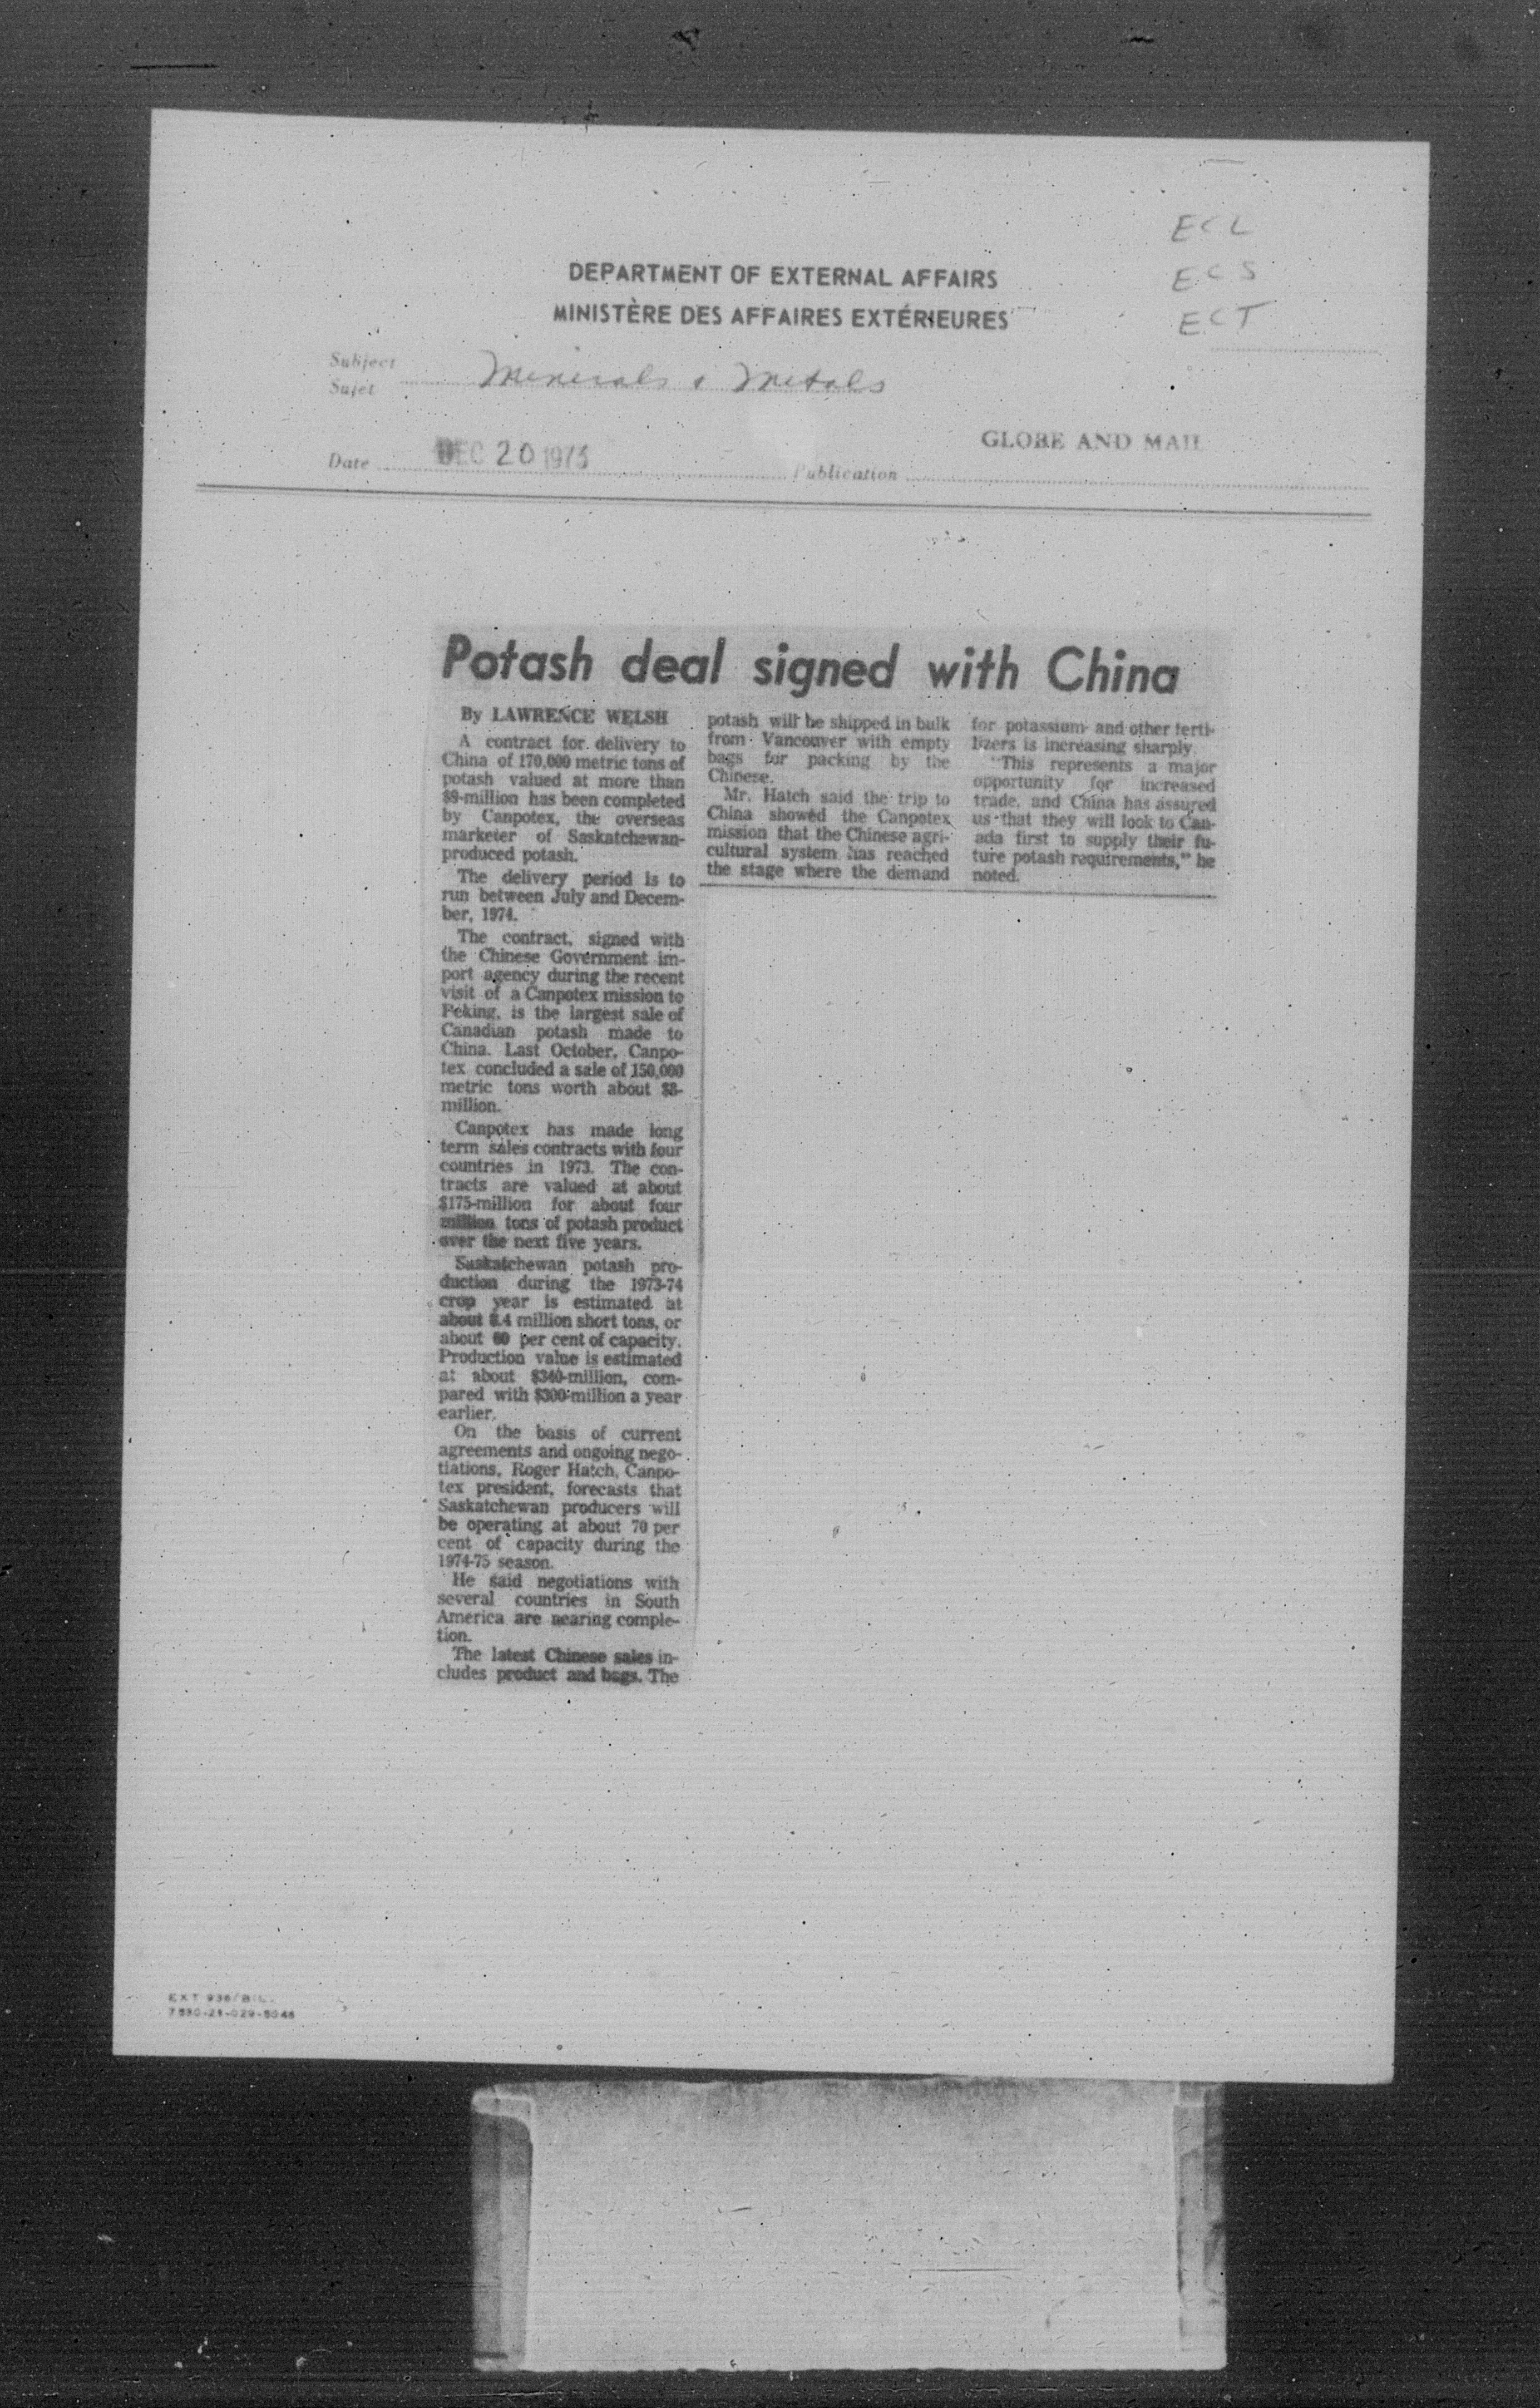 ECL
ECS
ECT
DEPARTMENT OF EXTERNAL AFFAIRS
MINISTÈRE DES AFFAIRES EXTÉRIEURES
Subject
Sujet
Minerals & Metals
GLOBE AND MAIL
Date
DEC 20 1973
Publication
Potash deal signed with China
By LAWRENCE WELSH
A contract for delivery to
China of 170,000 metric tons of
potash valued at more than
$9-million has been completed
by Canpotex, the overseas
marketer of Saskatchewan-
produced potash.
The delivery period is to
run between July and Decem-
ber, 1974.
The contract, signed with
the Chinese Government im-
port agency during the recent
visit of a Canpotex mission to
Peking, is the largest sale of
Canadian potash made to
China. Last October, Canpo-
tex concluded a sale of 150,000
metric tons worth about $8-
million.
Canpotex has made long
term sales contracts with four
countries in 1973. The con-
tracts are valued at about
$175-million for about four
million tons of potash product
over the next five years.
Saskatchewan potash pro-
duction during the 1973-74
crop year is estimated at
about 8.4 million short tons, or
about 60 per cent of capacity.
Production value is estimated
at about $340-million, com-
pared with $300-million a year
earlier.
On the basis of current
agreements and ongoing nego-
tiations, Roger Hatch, Canpo-
tex president, forecasts that
Saskatchewan producers will
be operating at about 70 per
cent of capacity during the
1974-75 season.
He said negotiations with
several countries in South
America are nearing comple-
tion.
The latest Chinese sales in-
cludes product and bags. The
potash will be shipped in bulk
from Vancouver with empty
bags for packing by the
Chinese.
Mr. Hatch said the trip to
China showed the Canpotex
mission that the Chinese agri-
cultural system has reached
the stage where the demand
for potassium and other ferti-
lizers is increasing sharply.
"This represents a major
opportunity for increased
trade, and China has assured
us that they will look to Can-
ada first to supply their fu-
ture potash requirements," he
noted.
EXT 936/BIL.
7530-21-029-5046